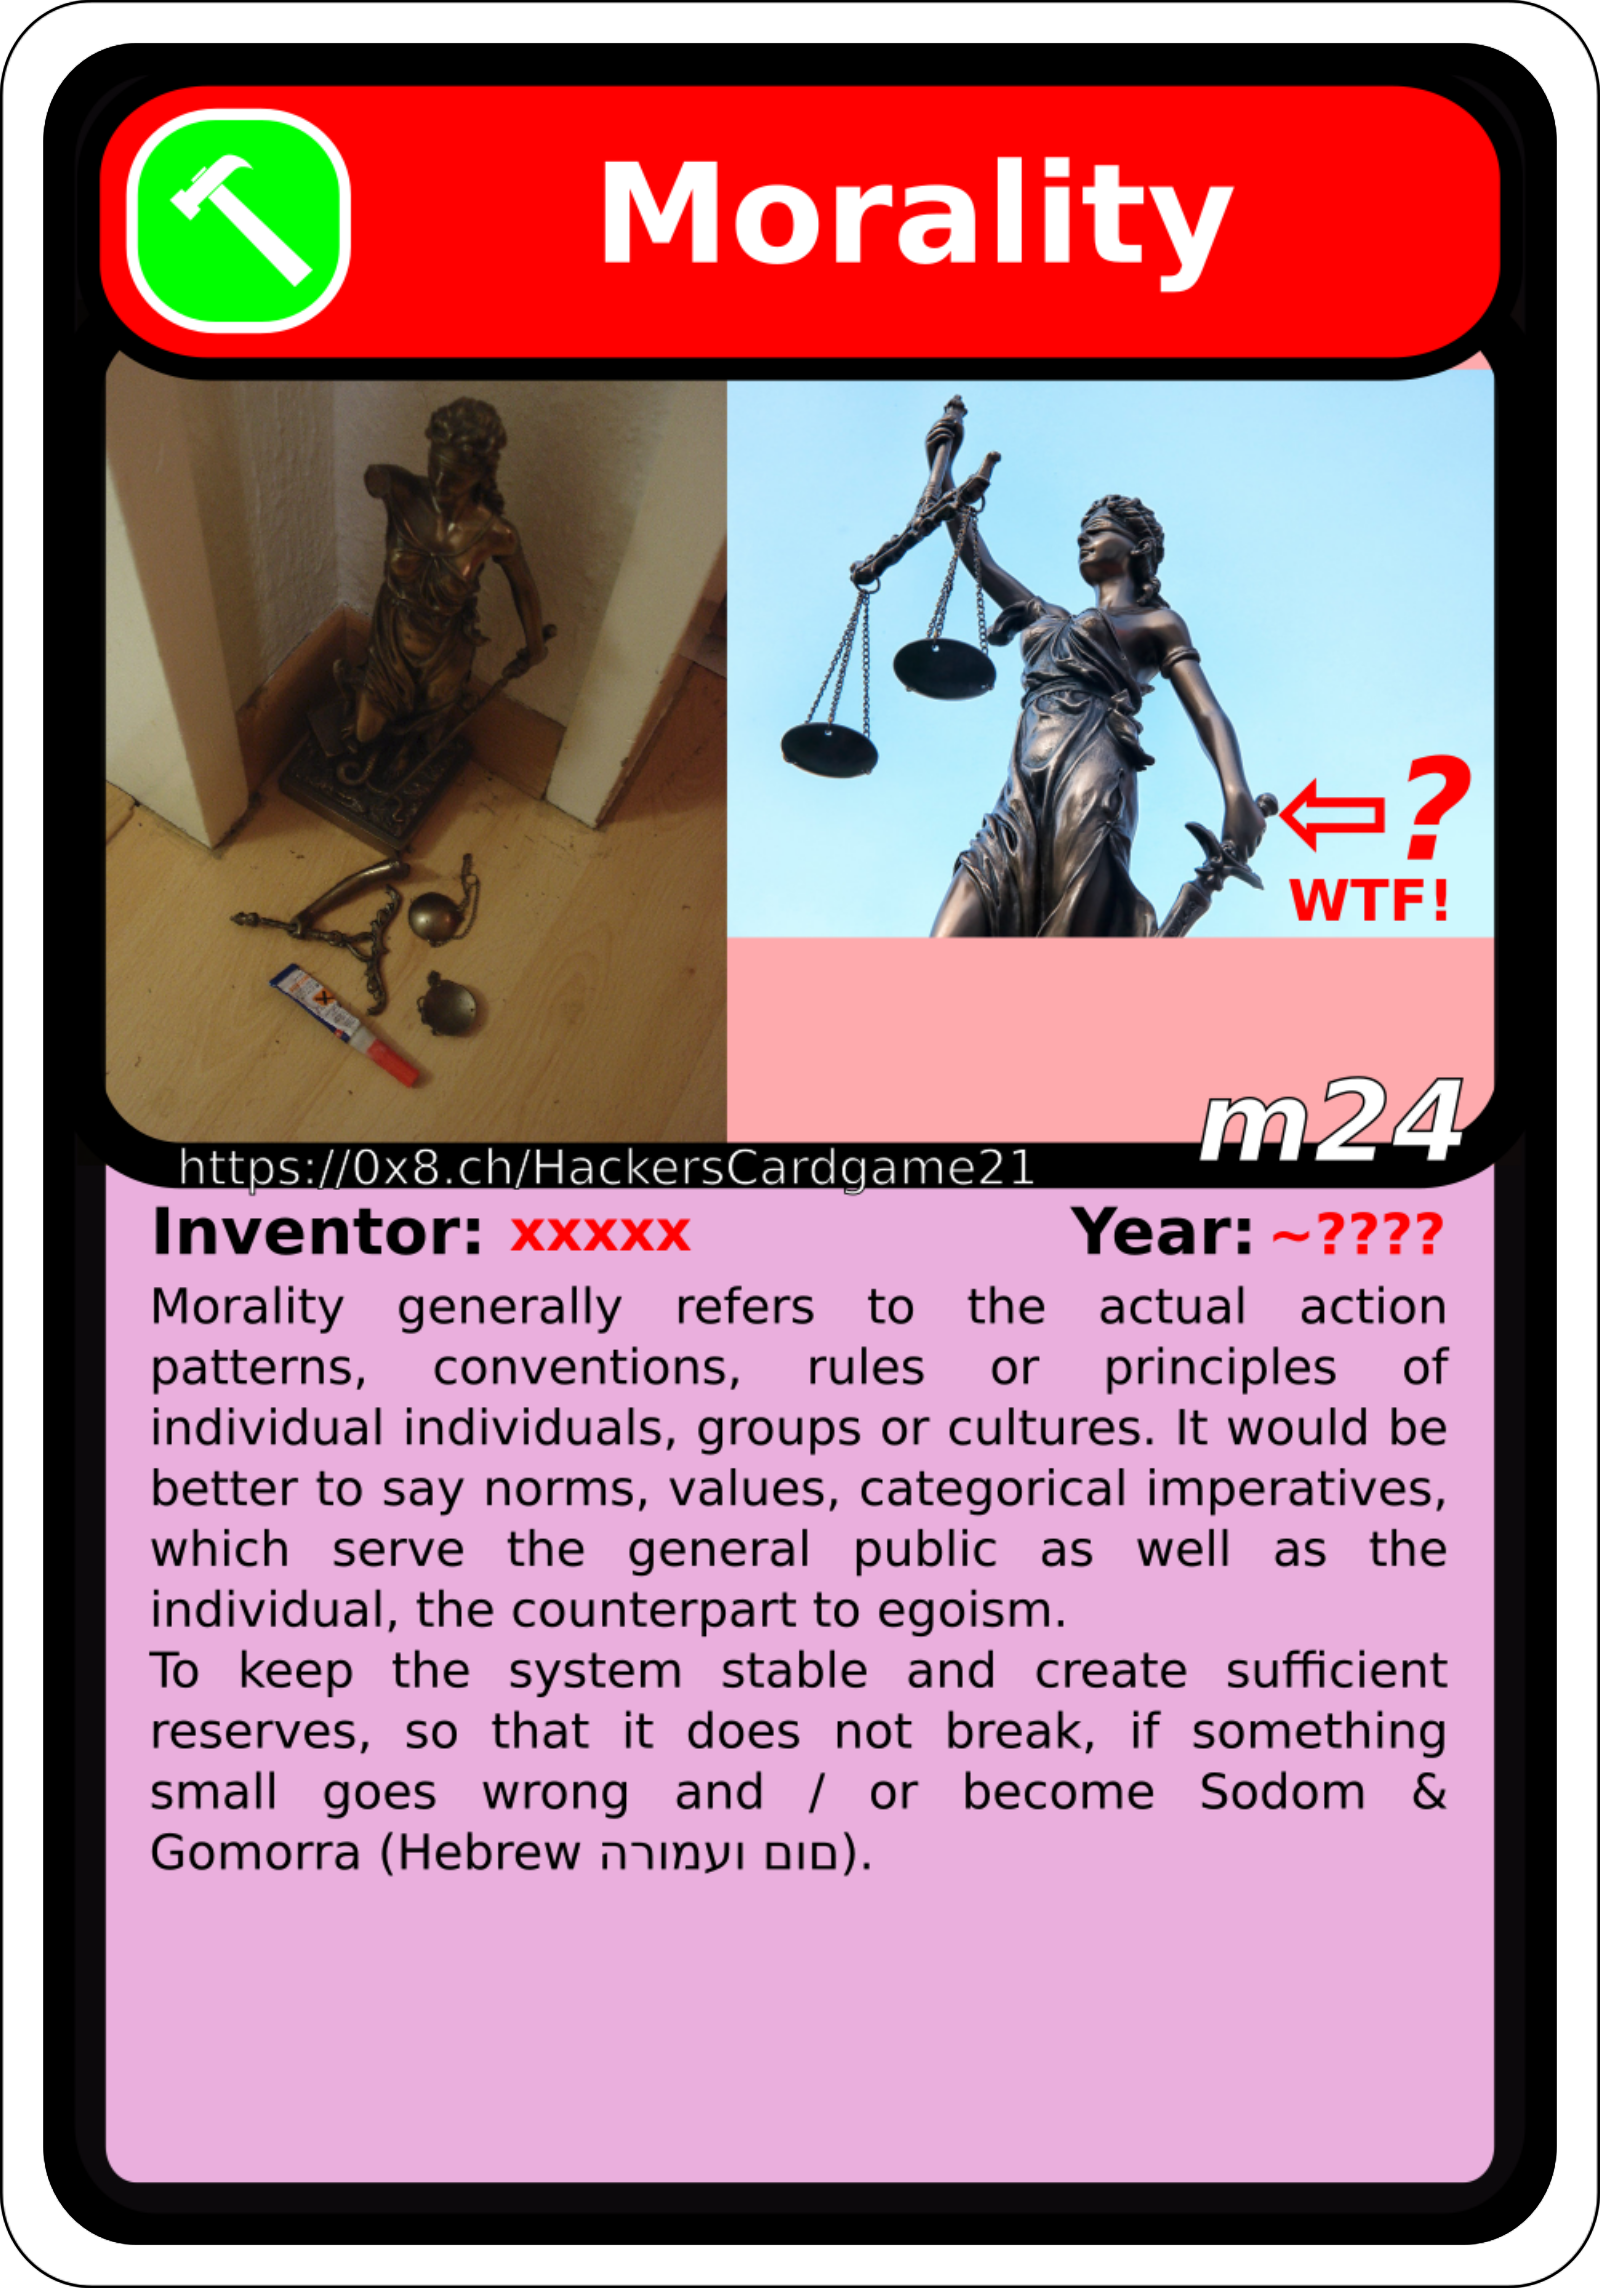 Morality
?
WTF!
m24
https://0x8.ch/HackersCardgame21
Inventor: xxxxx Year: ~????
Morality generally refers to the actual action
patterns, conventions, rules or principles of
individual individuals, groups or cultures. It would be
better to say norms, values, categorical imperatives,
which serve the general public as well as the
individual, the counterpart to egoism.
To keep the system stable and create sufficient
reserves, so that it does not break, if something
small goes wrong and / or become Sodom &
Gomorra (Hebrew סום ועמורה).